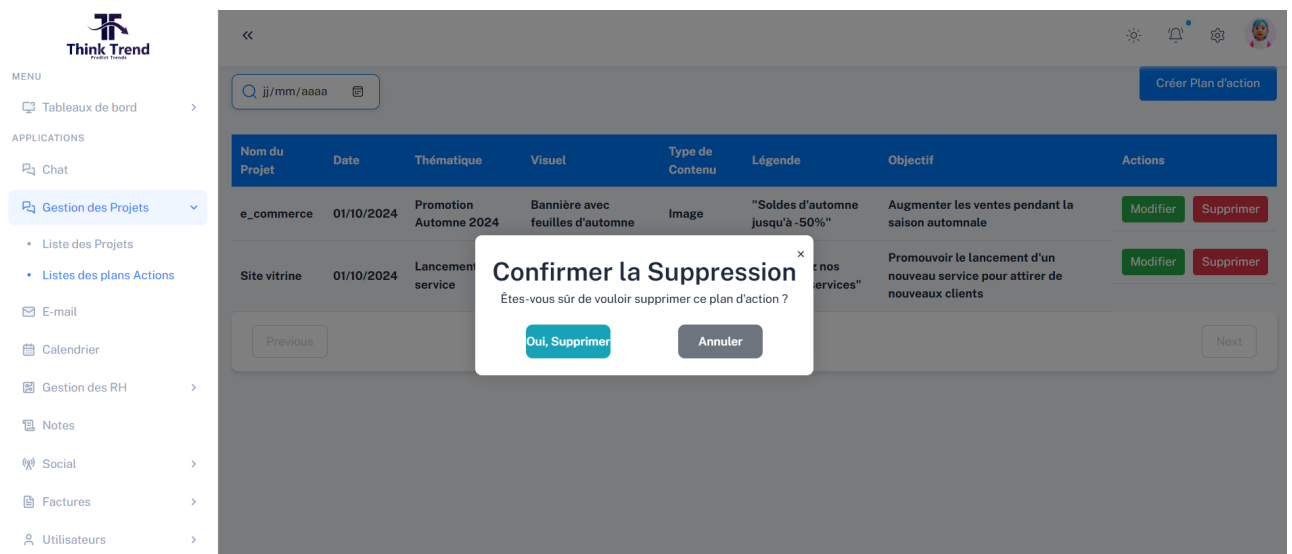 Think Trend
Predict Trends
MENU
Tableaux de bord
APPLICATIONS
Chat
Gestion des Projets
Liste des Projets
Listes des plans Actions
E-mail
Calendrier
Gestion des RH
Notes
Social
Factures
Utilisateurs
jj/mm/aaaa
Créer Plan d'action
Nom du
Projet
Date
Thématique
Visuel
Type de
Contenu
Légende
Objectif
Actions
e_commerce
01/10/2024
Promotion
Automne 2024
Bannière avec
feuilles d'automne
Image
"Soldes d'automne
jusqu'à -50%"
Augmenter les ventes pendant la
saison automnale
Modifier
Supprimer
Site vitrine
01/10/2024
service
nos
Promouvoir le lancement d'un
nouveau service pour attirer de
nouveaux clients
Modifier
Supprimer
Confirmer la Suppression
×
Êtes-vous sûr de vouloir supprimer ce plan d'action ?
Oui, Supprimer
Annuler
Previous
Next